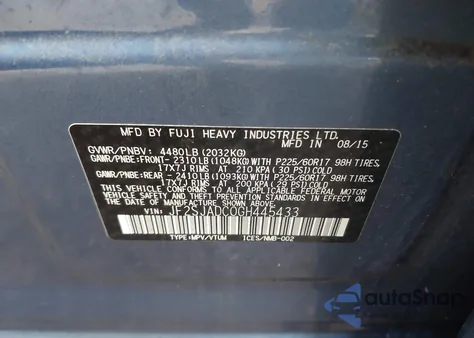 MFD BY FUJI HEAVY INDUSTRIES LTD.
MFD IN 08/15
GVWR/PNBV : 4480LB (2032KG)
GAWR/PNBE:FRONT- 2310LB (1048KG) WITH P225/60R17 98H TIRES,
17X7J RIMS, AT 210 KPA (30 PSI) COLD
GAWR/PNBE:REAR -2410LB (1093KG) WITH P225/60R17 98H TIRES,
17X7J RIMS, AT 200 KPA (29 PSI) COLD
THIS VEHICLE CONFORMS TO ALL APPLICABLE FEDERAL MOTOR
VEHICLE SAFETY AND THEFT PREVENTION STANDARDS IN EFFECT
ON THE DATE OF MANUFACTURE SHOWN ABOVE.
VIN: JF2SJADC0GH445433
TYPE:MPV/VTUM ICES/NMB-002
autoSnap